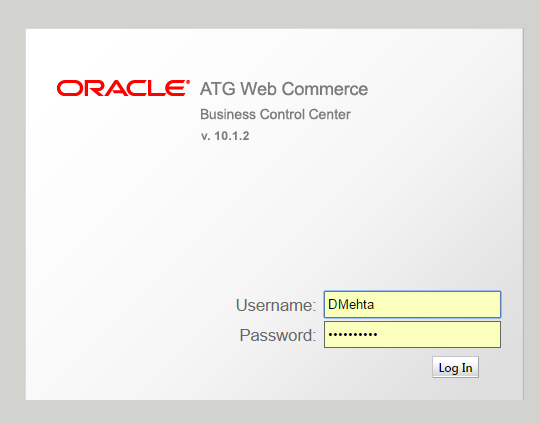 ORACLE® ATG Web Commerce
Business Control Center
v. 10.1.2
Username: DMehta
Password: ••••••••••
Log In